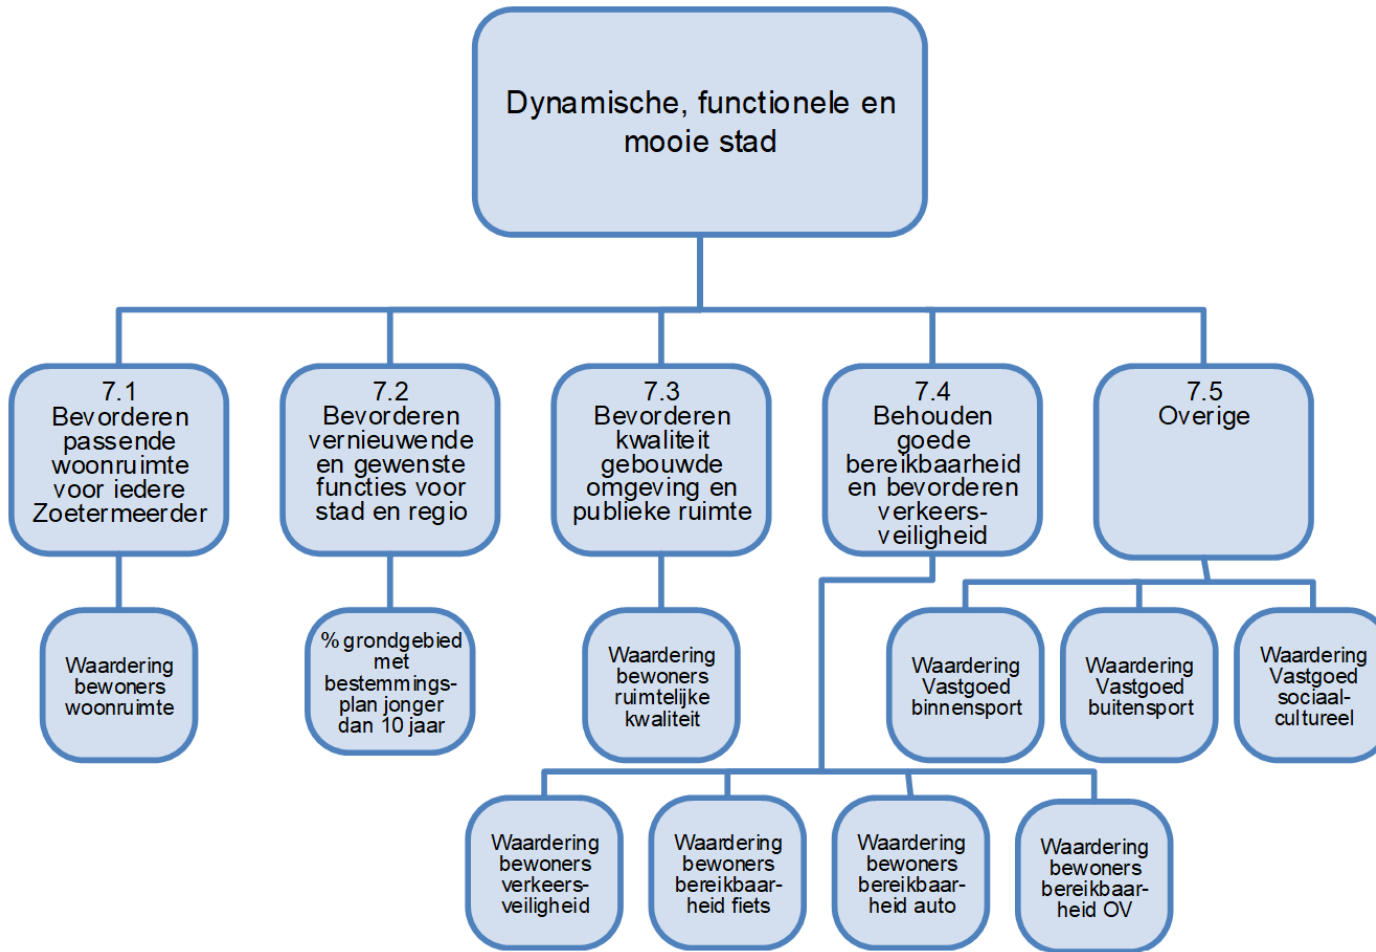 Dynamische, functionele en
mooie stad
7.1
Bevorderen
passende
woonruimte
voor iedere
Zoetermeerder
7.2
Bevorderen
vernieuwende
en gewenste
functies voor
stad en regio
7.3
Bevorderen
kwaliteit
gebouwde
omgeving en
publieke ruimte
7.4
Behouden
goede
bereikbaarheid
en bevorderen
verkeers-
veiligheid
7.5
Overige
Waardering
bewoners
woonruimte
% grondgebied
met
bestemmings-
plan jonger
dan 10 jaar
Waardering
bewoners
ruimtelijke
kwaliteit
Waardering
Vastgoed
binnensport
Waardering
Vastgoed
buitensport
Waardering
Vastgoed
sociaal-
cultureel
Waardering
bewoners
verkeers-
veiligheid
Waardering
bewoners
bereikbaar-
heid fiets
Waardering
bewoners
bereikbaar-
heid auto
Waardering
bewoners
bereikbaar-
heid OV